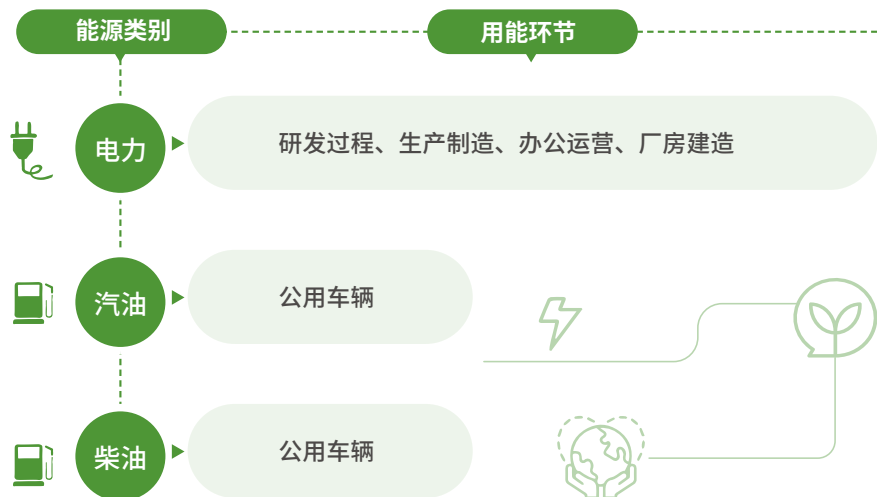 能源类别
用能环节
电力
研发过程、生产制造、办公运营、厂房建造
汽油
公用车辆
柴油
公用车辆